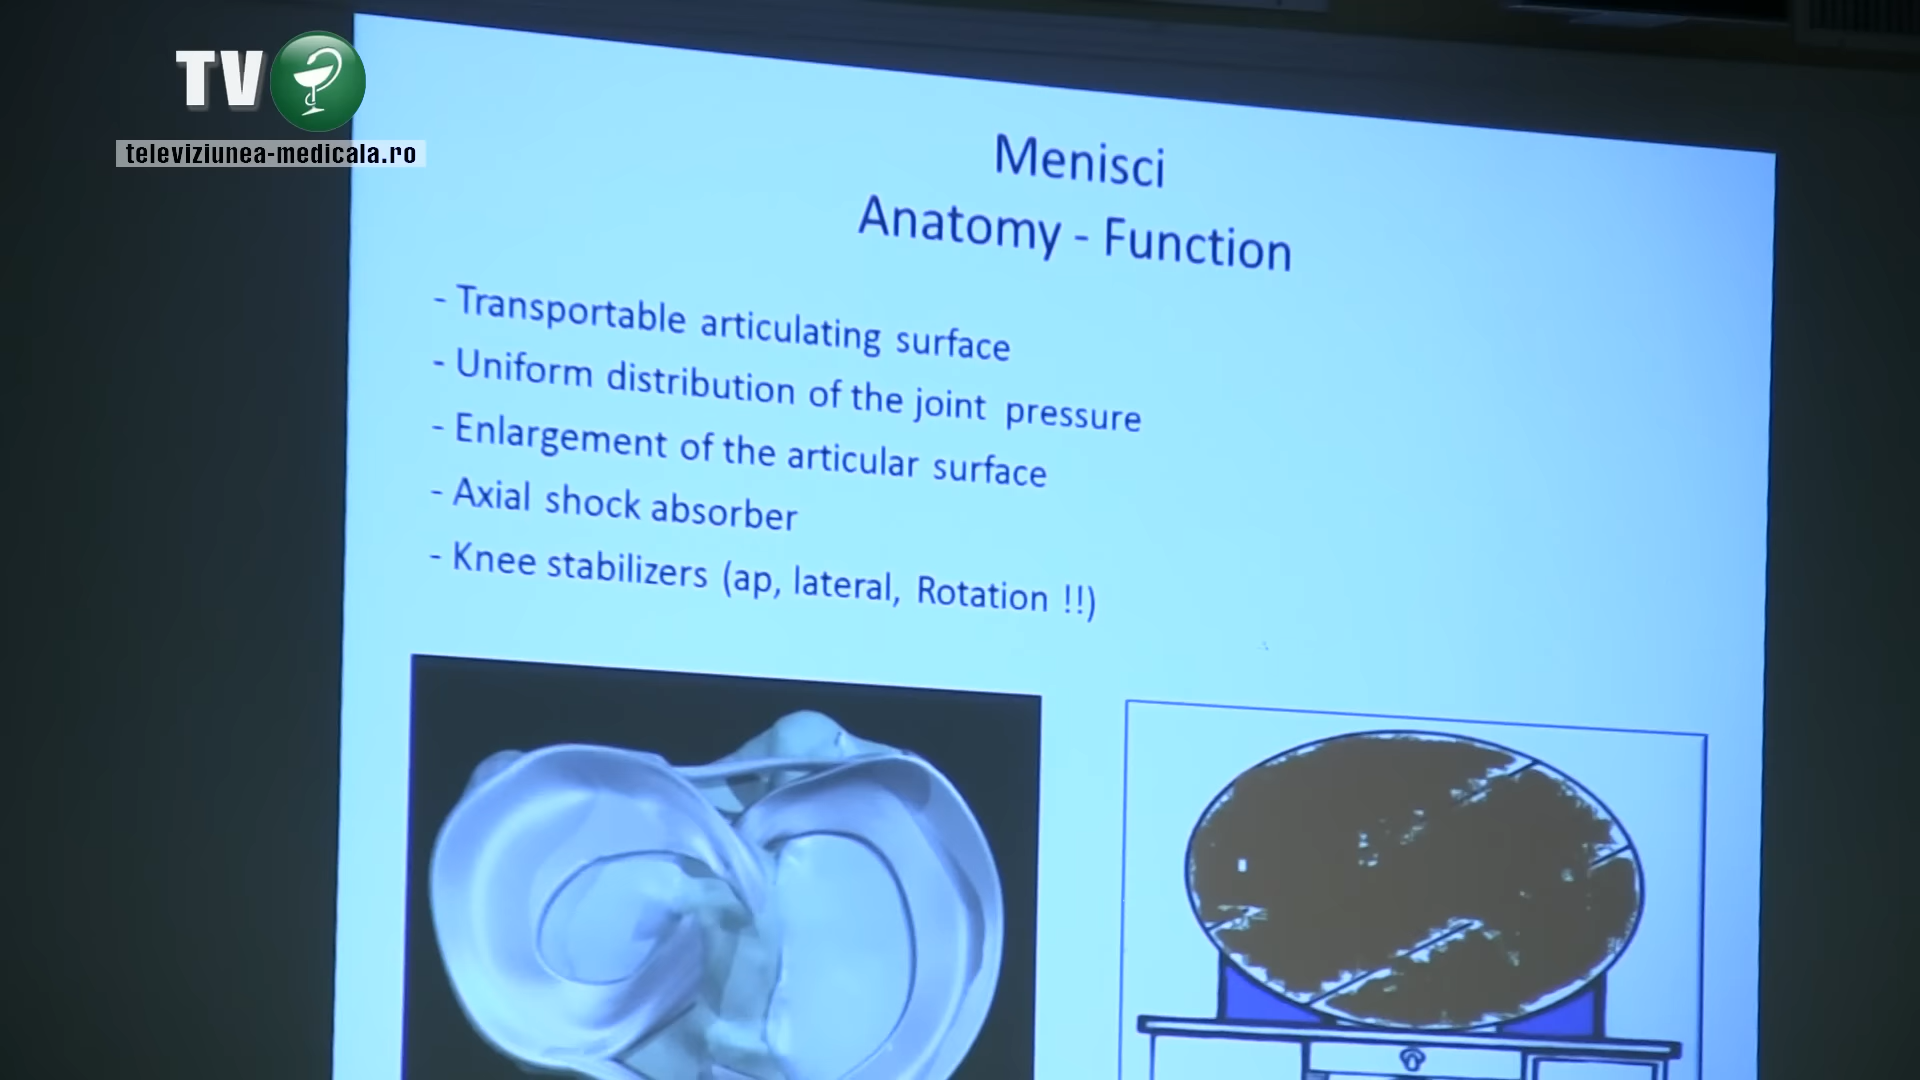 TV
televiziunea-medicala.ro
Menisci
Anatomy - Function
- Transportable articulating surface
- Uniform distribution of the joint pressure
- Enlargement of the articular surface
- Axial shock absorber
- Knee stabilizers (ap, lateral, Rotation !!)